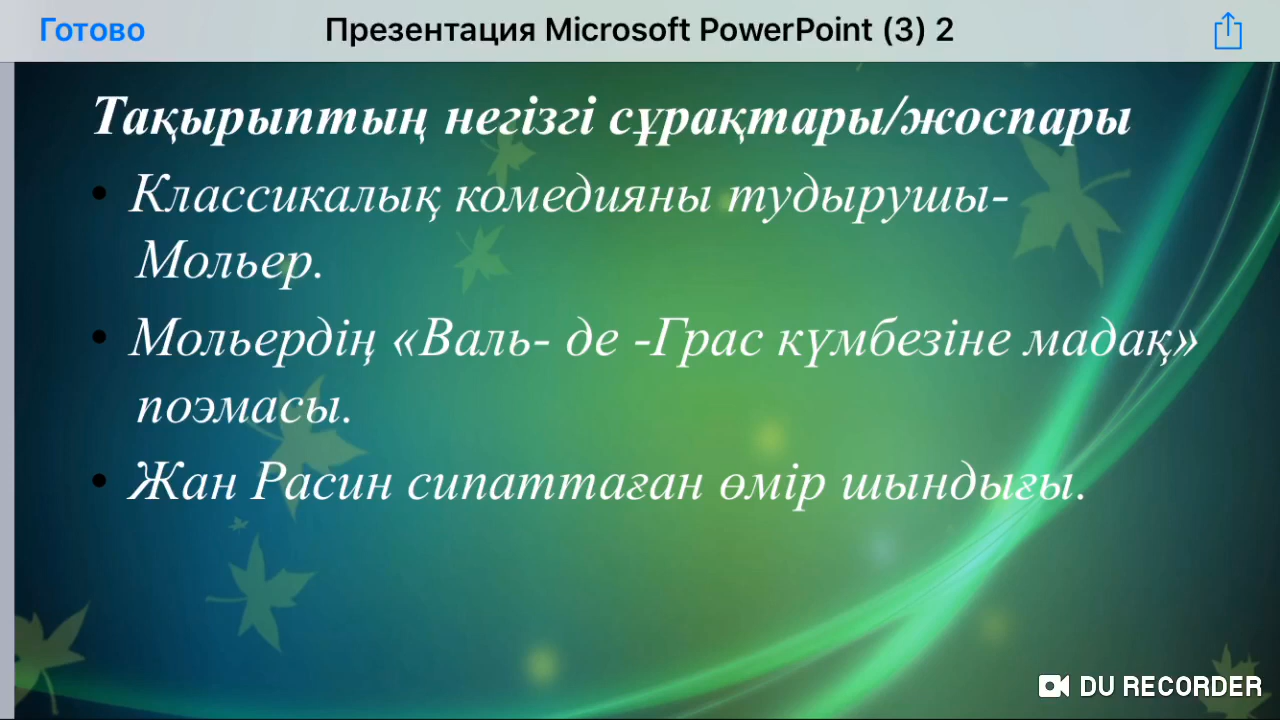 Готово Презентация Microsoft PowerPoint (3) 2
Тақырыптың негізгі сұрақтары/жоспары
• Классикалық комедияны тудырушы-
Мольер.
• Мольердің «Валь- де -Грас күмбезіне мадақ»
поэмасы.
• Жан Расин сипаттаған өмір шындығы.
DU RECORDER